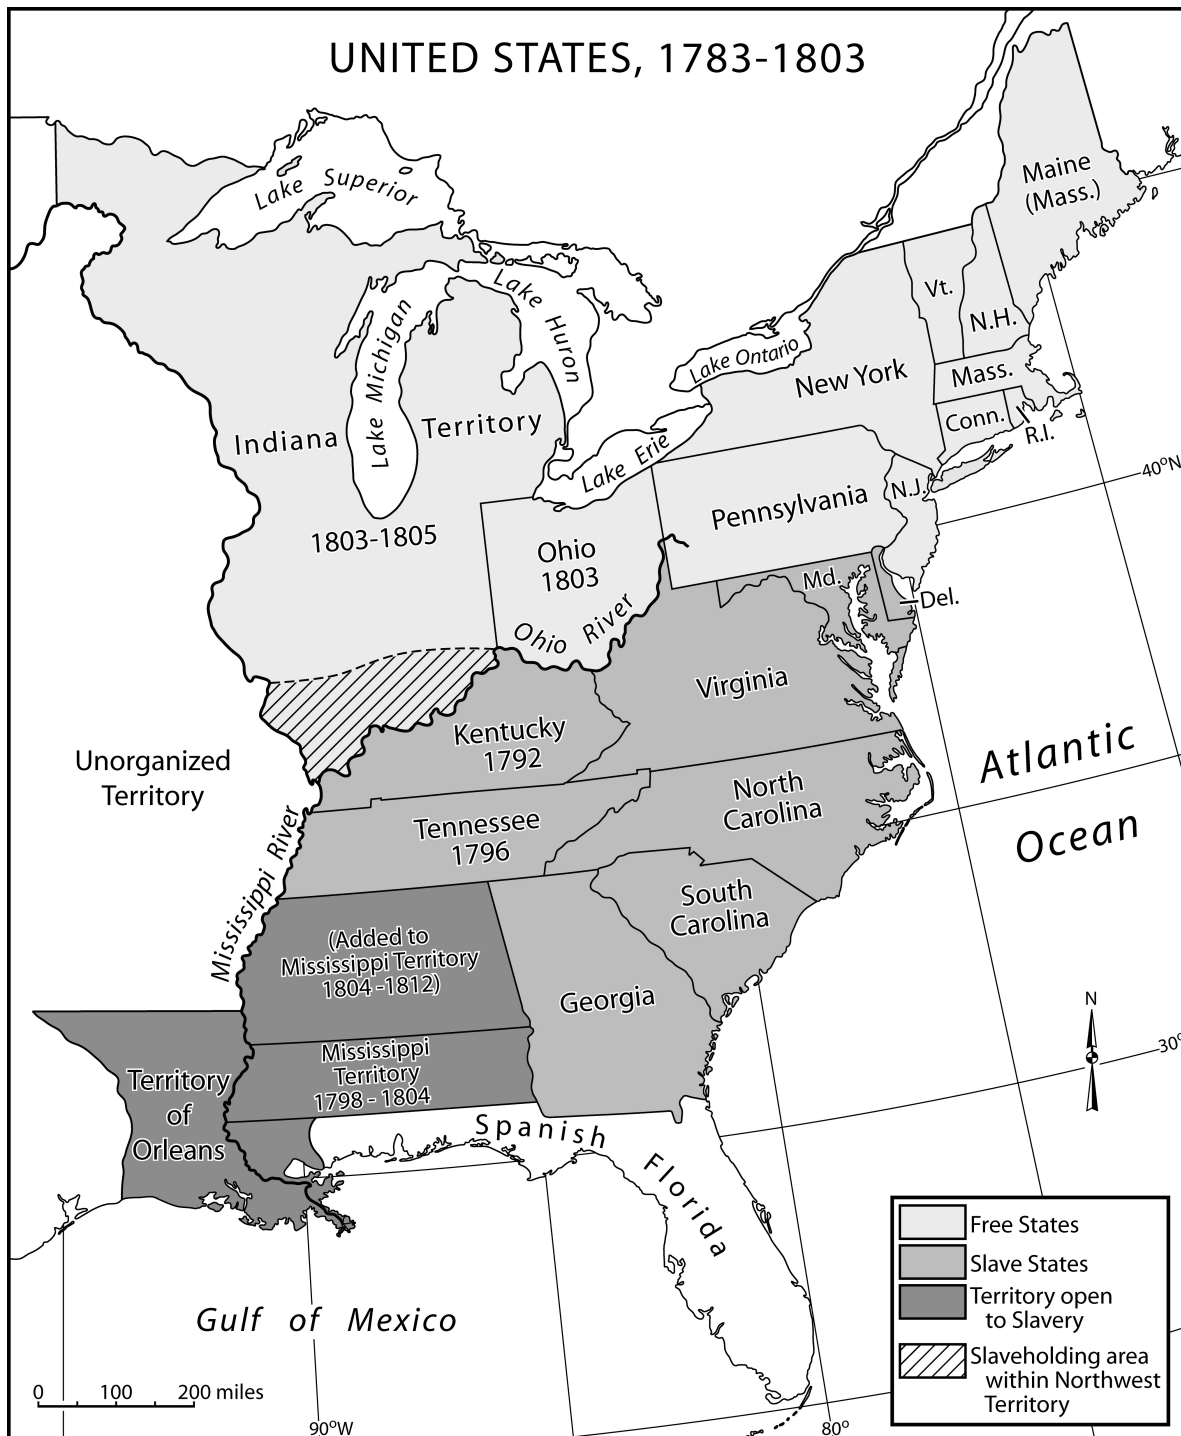 UNITED STATES, 1783-1803
Lake Superior
Maine
(Mass.)
Lake Huron
Lake Michigan
Vt.
N.H.
Lake Ontario
New York
Mass.
Conn.
R.I.
Indiana Territory
Lake Erie
40°N
N.J.
Pennsylvania
1803-1805
Ohio
1803
Md.
Del.
Ohio River
Virginia
Kentucky
1792
Unorganized
Territory
Atlantic
Ocean
North
Carolina
Tennessee
1796
Mississippi River
South
Carolina
(Added to
Mississippi Territory
1804 -1812)
Georgia
N
30°
Mississippi
Territory
1798 - 1804
Territory
of
Orleans
Spanish
Florida
Free States
Slave States
Territory open
to Slavery
Slaveholding area
within Northwest
Territory
Gulf of Mexico
0 100 200 miles
90°W
80°